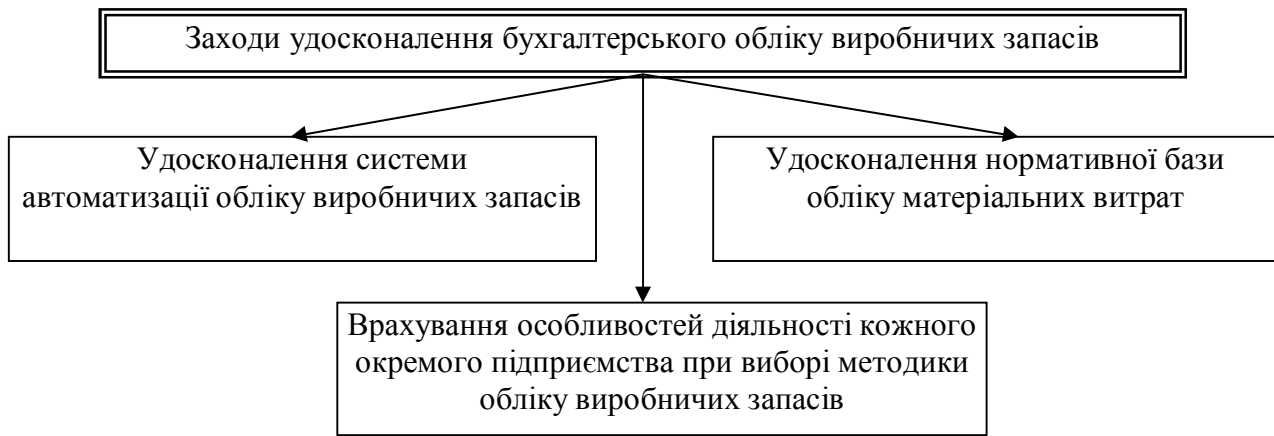 Заходи удосконалення бухгалтерського обліку виробничих запасів
Удосконалення системи
автоматизації обліку виробничих запасів
Удосконалення нормативної бази
обліку матеріальних витрат
Врахування особливостей діяльності кожного
окремого підприємства при виборі методики
обліку виробничих запасів